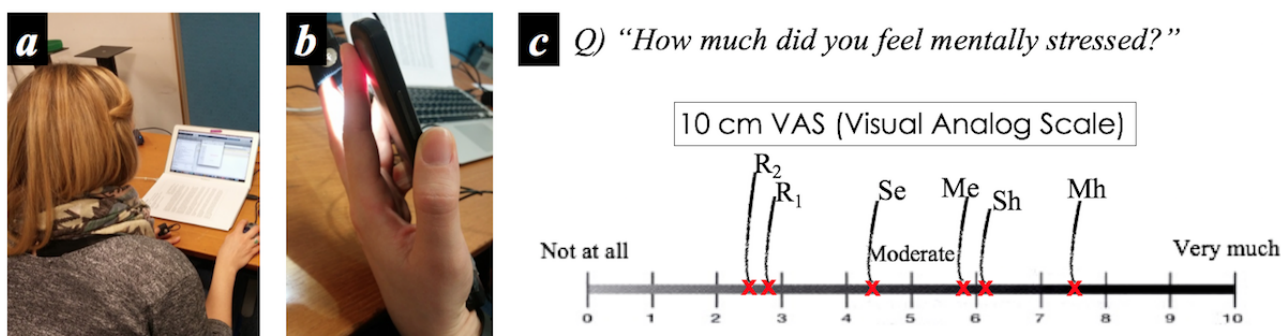 a
b
c
Q) “How much did you feel mentally stressed?”
10 cm VAS (Visual Analog Scale)
R2
R1
Se
Me
Sh
Mh
Not at all
Moderate
Very much
0 1 2 3 4 5 6 7 8 9 10